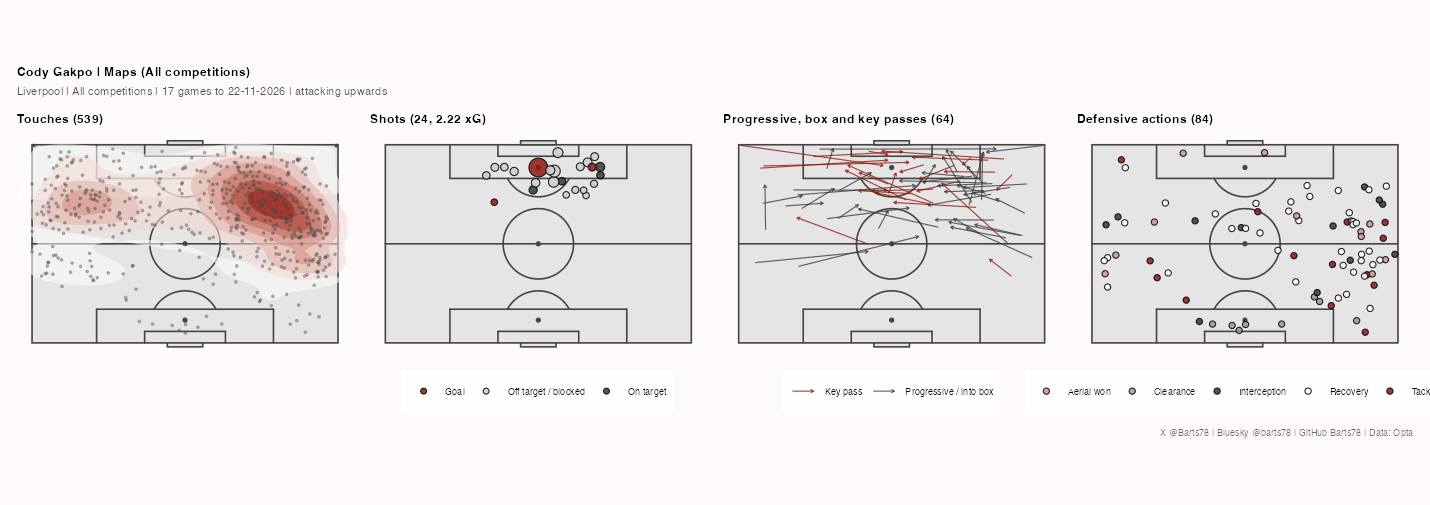 Cody Gakpo | Maps (All competitions)
Liverpool | All competitions | 17 games to 22-11-2026 | attacking upwards
Touches (539)
Shots (24, 2.22 xG)
Progressive, box and key passes (64)
Defensive actions (84)
Goal
Off target / blocked
On target
Key pass
Progressive / into box
Aerial won
Clearance
Interception
Recovery
Tack
X @Barts78 | Bluesky @barts78 | GitHub Barts78 | Data: Opta